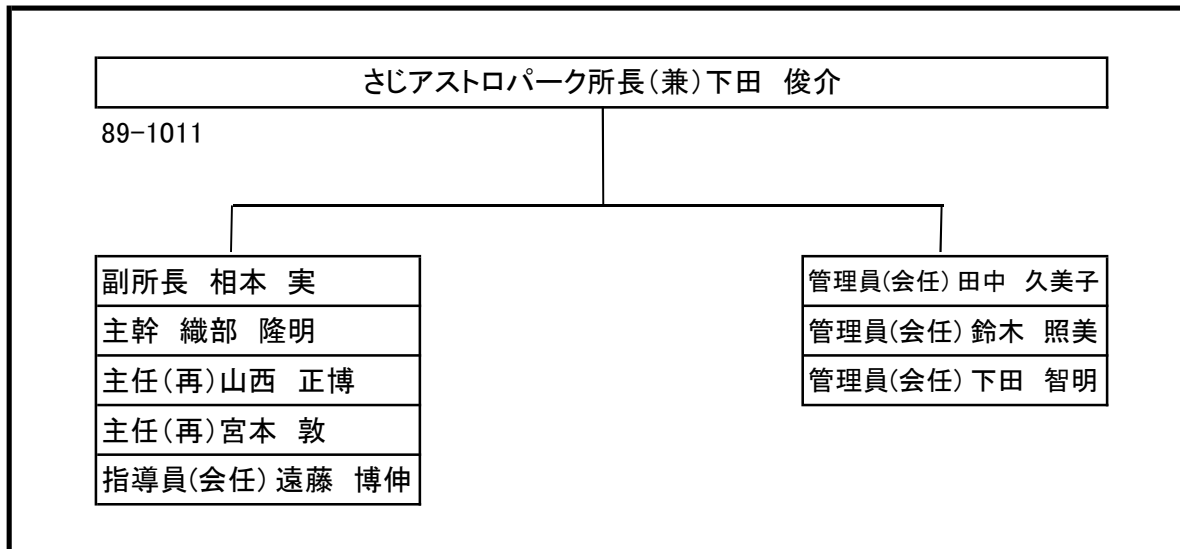 さじアストロパーク所長（兼）下田　俊介
89-1011
副所長　相本　実
主幹　織部　隆明
主任（再）山西　正博
主任（再）宮本　敦
指導員(会任) 遠藤　博伸
管理員(会任) 田中　久美子
管理員(会任) 鈴木　照美
管理員(会任) 下田　智明